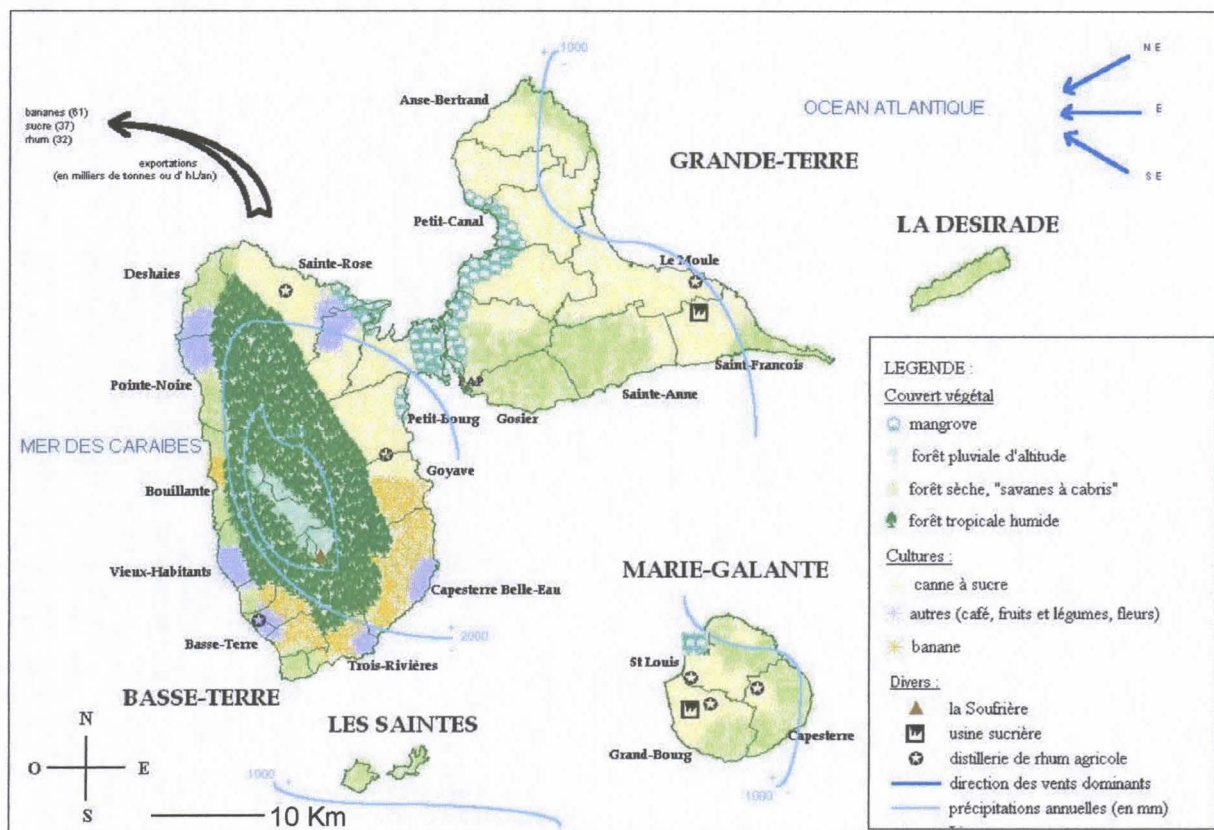 1000
N E
E
S E
OCEAN ATLANTIQUE
Anse-Bertrand
bananes (61)
sucre (37)
rhum (32)
exportations
(en milliers de tonnes ou d' hL/an)
GRANDE-TERRE
Petit-Canal
LA DESIRADE
Deshaies
Sainte-Rose
Le Moule
Saint-Francois
Pointe-Noire
PAP
Sainte-Anne
Petit-Bourg
Gosier
MER DES CARAIBES
Goyave
Bouillante
Vieux-Habitants
Capesterre Belle-Eau
MARIE-GALANTE
2000
Basse-Terre
Trois-Rivières
St Louis
BASSE-TERRE
Capesterre
LES SAINTES
Grand-Bourg
N
O
E
S
10 Km
1000
1000
LEGENDE :
Couvert végétal
mangrove
forêt pluviale d'altitude
forêt sèche, "savanes à cabris"
forêt tropicale humide
Cultures :
canne à sucre
autres (café, fruits et légumes, fleurs)
banane
Divers :
la Soufrière
usine sucrière
distillerie de rhum agricole
direction des vents dominants
précipitations annuelles (en mm)